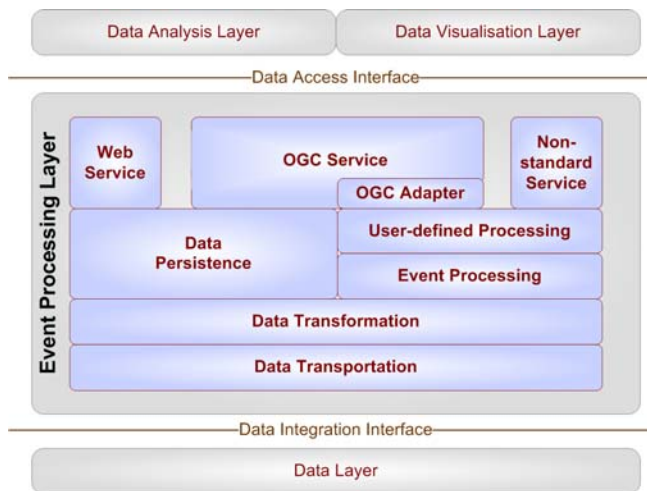 Data Analysis Layer
Data Visualisation Layer
Data Access Interface
Event Processing Layer
Web
Service
OGC Service
Non-
standard
Service
OGC Adapter
Data
Persistence
User-defined Processing
Event Processing
Data Transformation
Data Transportation
Data Integration Interface
Data Layer